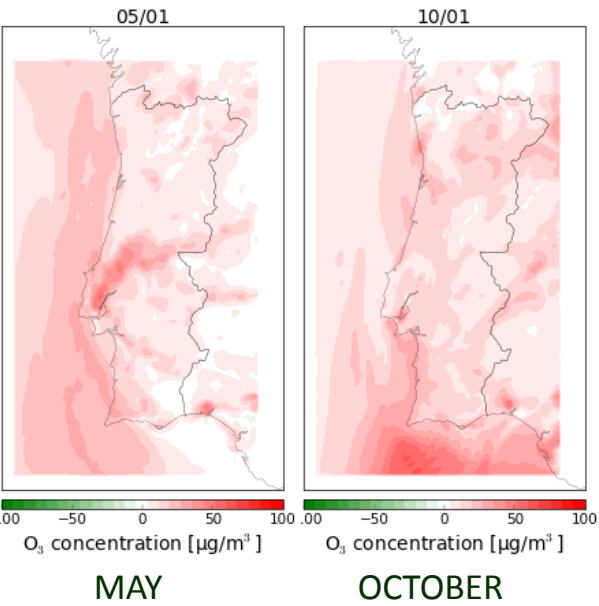 05/01 10/01
.00 −50 0 50 100 .00 −50 0 50 100
O₃ concentration [µg/m³ ] O₃ concentration [µg/m³ ]
MAY OCTOBER